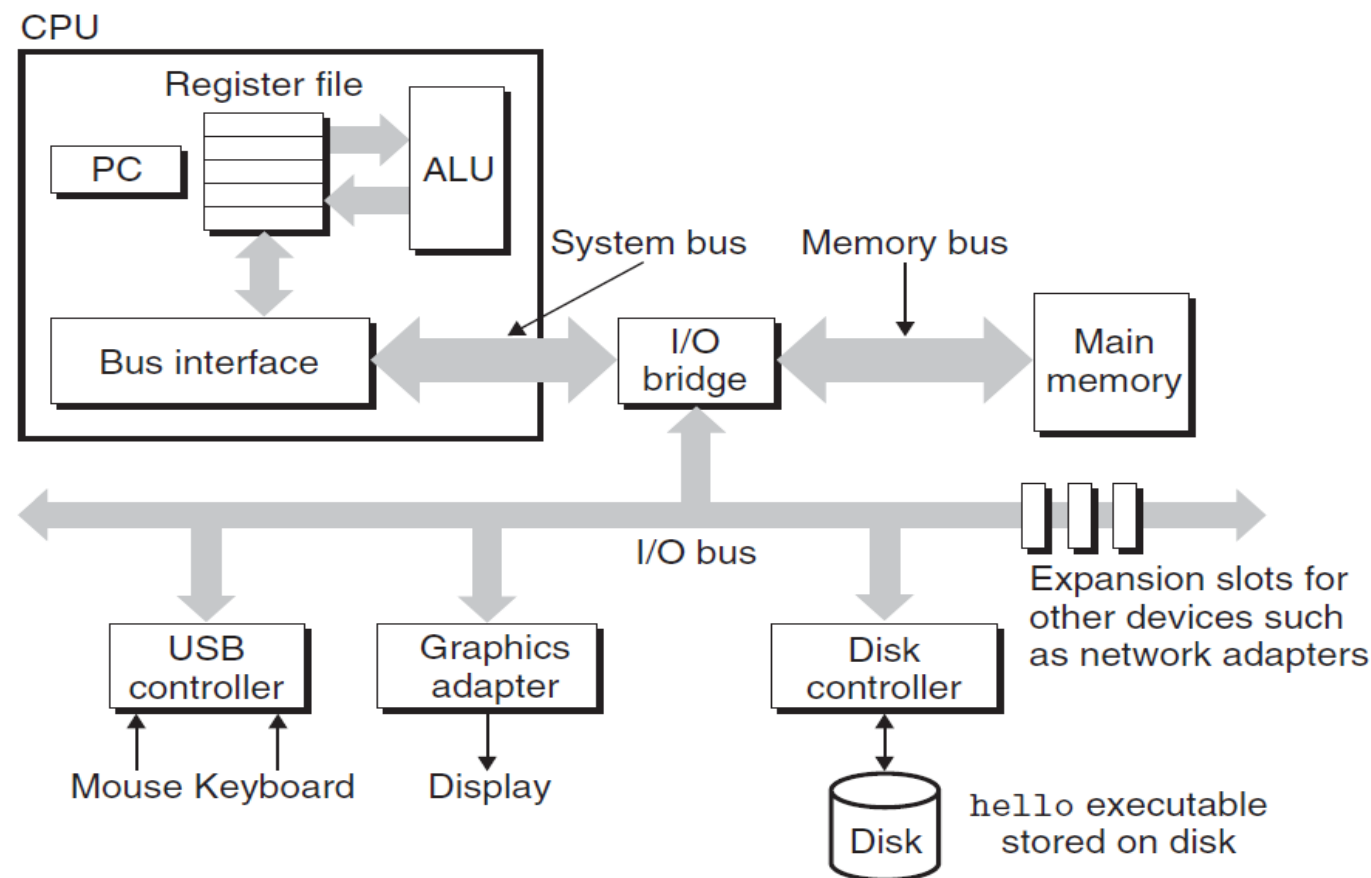 CPU
Register file
PC
ALU
System bus
Memory bus
Bus interface
I/O
bridge
Main
memory
I/O bus
Expansion slots for
other devices such
as network adapters
USB
controller
Graphics
adapter
Disk
controller
Mouse Keyboard
Display
Disk
hello executable
stored on disk